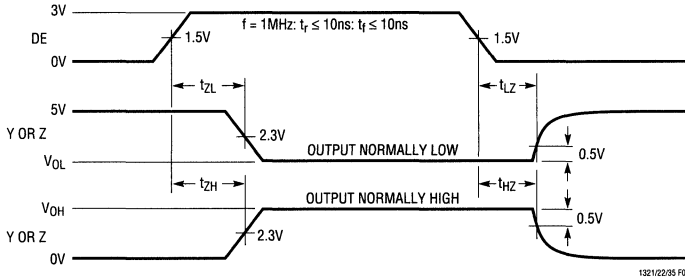 3V
f = 1MHz: tr ≤ 10ns: tf ≤ 10ns
DE
1.5V
1.5V
0V
tZL
tLZ
5V
Y OR Z
2.3V
OUTPUT NORMALLY LOW
0.5V
VOL
tZH
tHZ
VOH
OUTPUT NORMALLY HIGH
0.5V
Y OR Z
2.3V
0V
1321/22/35 F0